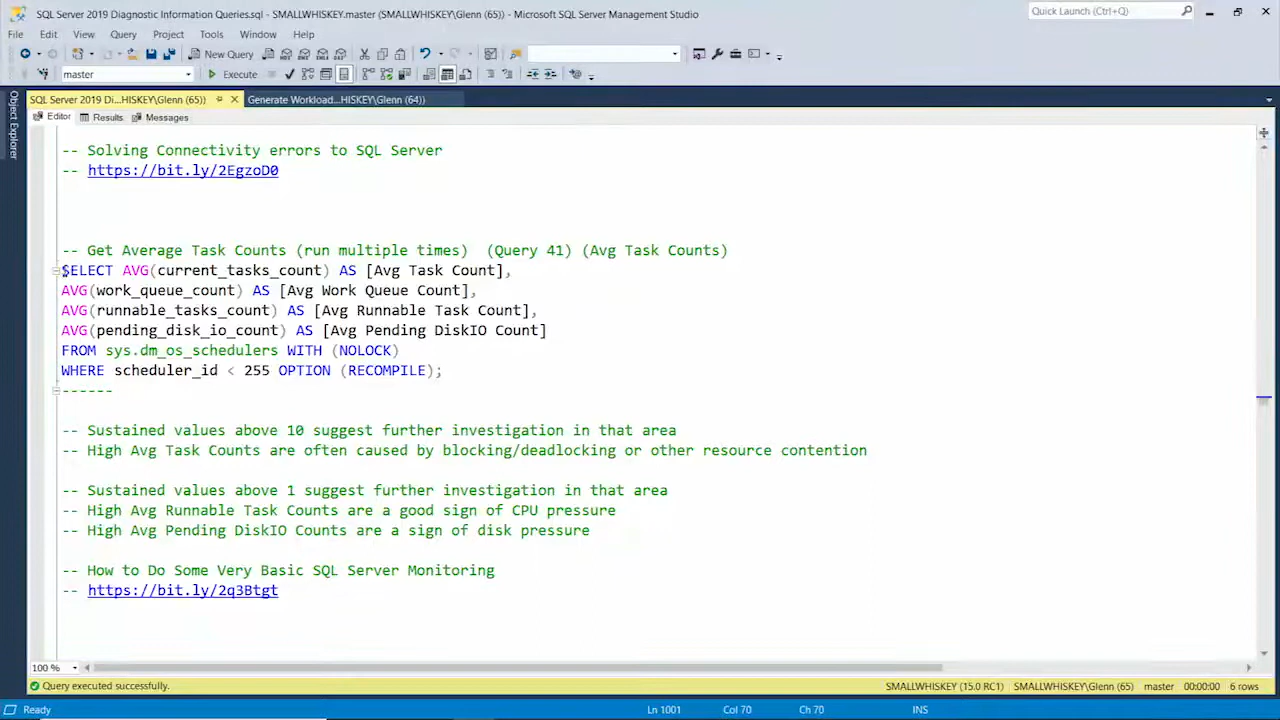 SQL Server 2019 Diagnostic Information Queries.sql - SMALLWHISKEY.master (SMALLWHISKEY\Glenn (65)) - Microsoft SQL Server Management Studio
Quick Launch (Ctrl+Q)
File Edit View Query Project Tools Window Help
New Query
master
Execute
SQL Server 2019 Di...HISKEY\Glenn (65))
Generate Workload...HISKEY\Glenn (64))
Object Explorer
Editor Results Messages
-- Solving Connectivity errors to SQL Server
-- https://bit.ly/2EgzoD0
-- Get Average Task Counts (run multiple times)  (Query 41) (Avg Task Counts)
SELECT AVG(current_tasks_count) AS [Avg Task Count],
AVG(work_queue_count) AS [Avg Work Queue Count],
AVG(runnable_tasks_count) AS [Avg Runnable Task Count],
AVG(pending_disk_io_count) AS [Avg Pending DiskIO Count]
FROM sys.dm_os_schedulers WITH (NOLOCK)
WHERE scheduler_id < 255 OPTION (RECOMPILE);
------
-- Sustained values above 10 suggest further investigation in that area
-- High Avg Task Counts are often caused by blocking/deadlocking or other resource contention
-- Sustained values above 1 suggest further investigation in that area
-- High Avg Runnable Task Counts are a good sign of CPU pressure
-- High Avg Pending DiskIO Counts are a sign of disk pressure
-- How to Do Some Very Basic SQL Server Monitoring
-- https://bit.ly/2q3Btgt
100 %
Query executed successfully.
SMALLWHISKEY (15.0 RC1) SMALLWHISKEY\Glenn (65) master 00:00:00 6 rows
Ready
Ln 1001 Col 70 Ch 70 INS